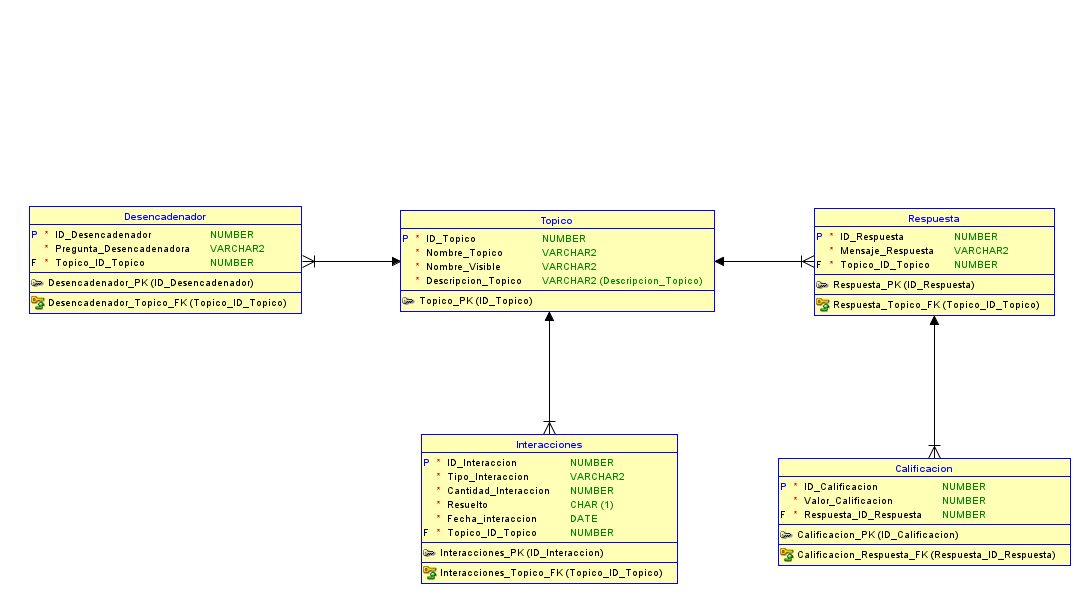 Desencadenador
P * ID_Desencadenador NUMBER
* Pregunta_Desencadenadora VARCHAR2
F * Topico_ID_Topico NUMBER
Desencadenador_PK (ID_Desencadenador)
Desencadenador_Topico_FK (Topico_ID_Topico)
Topico
P * ID_Topico NUMBER
* Nombre_Topico VARCHAR2
* Nombre_Visible VARCHAR2
* Descripcion_Topico VARCHAR2 (Descripcion_Topico)
Topico_PK (ID_Topico)
Respuesta
P * ID_Respuesta NUMBER
* Mensaje_Respuesta VARCHAR2
F * Topico_ID_Topico NUMBER
Respuesta_PK (ID_Respuesta)
Respuesta_Topico_FK (Topico_ID_Topico)
Interacciones
P * ID_Interaccion NUMBER
* Tipo_Interaccion VARCHAR2
* Cantidad_Interaccion NUMBER
* Resuelto CHAR (1)
* Fecha_interaccion DATE
F * Topico_ID_Topico NUMBER
Interacciones_PK (ID_Interaccion)
Interacciones_Topico_FK (Topico_ID_Topico)
Calificacion
P * ID_Calificacion NUMBER
* Valor_Calificacion NUMBER
F * Respuesta_ID_Respuesta NUMBER
Calificacion_PK (ID_Calificacion)
Calificacion_Respuesta_FK (Respuesta_ID_Respuesta)